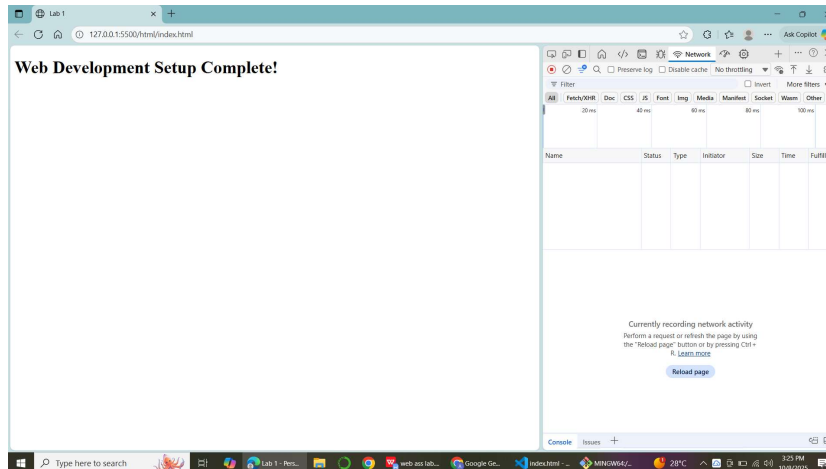 Lab 1
127.0.0.1:5500/html/index.html
Ask Copilot
Web Development Setup Complete!
Network
Preserve log Disable cache No throttling
Filter Invert More filters
All Fetch/XHR Doc CSS JS Font Img Media Manifest Socket Wasm Other
20 ms 40 ms 60 ms 80 ms 100 ms
Name Status Type Initiator Size Time Fulfill
Currently recording network activity
Perform a request or refresh the page by using
the "Reload page" button or by pressing Ctrl +
R. Learn more
Reload page
Console Issues
Type here to search Lab 1 - Pers... web ass lab... Google Ge... index.html - ... MINGW64:/... 28°C 3:25 PM
10/8/2025